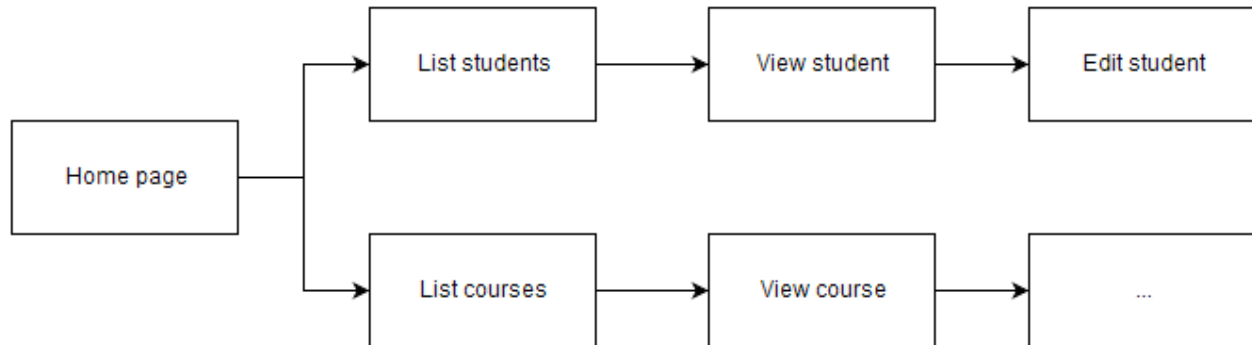 List students
View student
Edit student
Home page
List courses
View course
...